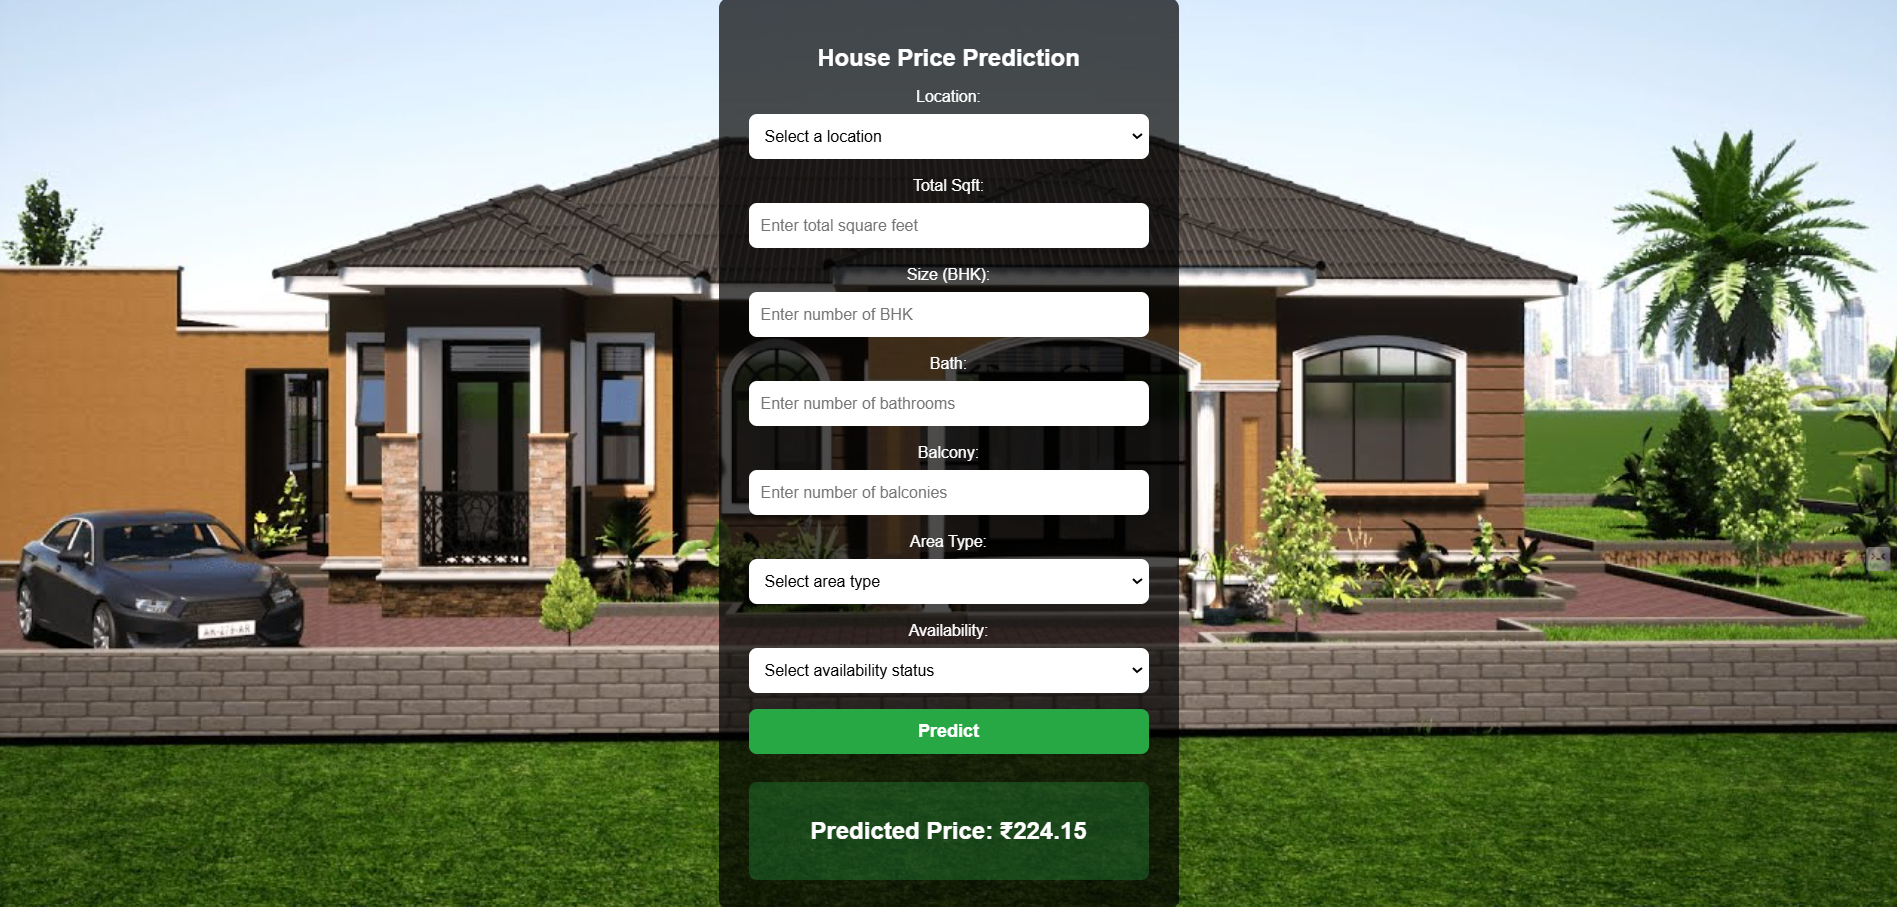 House Price Prediction
Location:
Select a location
Total Sqft:
Enter total square feet
Size (BHK):
Enter number of BHK
Bath:
Enter number of bathrooms
Balcony:
Enter number of balconies
Area Type:
Select area type
Availability:
Select availability status
Predict
Predicted Price: ₹224.15